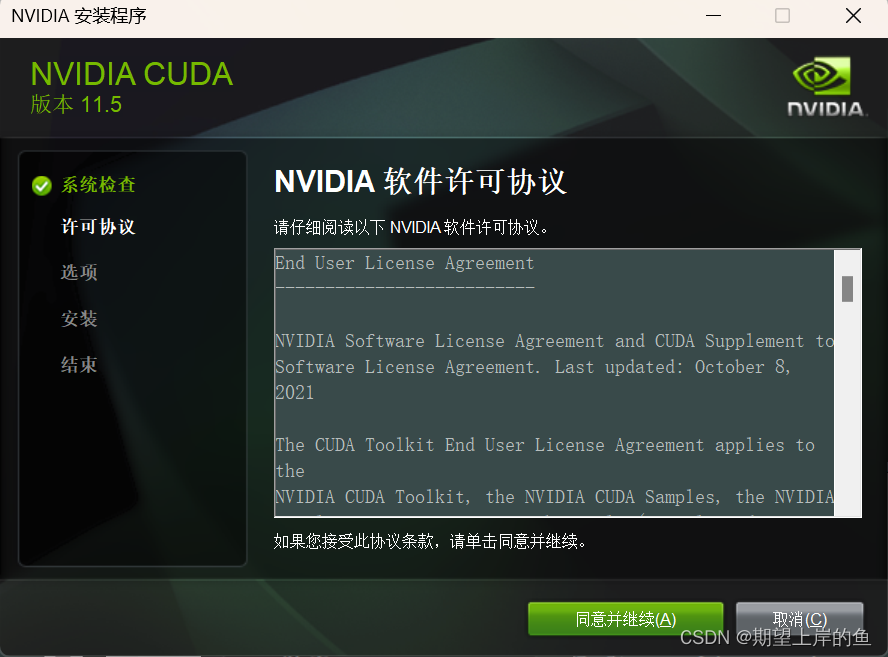 NVIDIA 安装程序
NVIDIA CUDA
版本 11.5
NVIDIA.
系统检查
许可协议
选项
安装
结束
NVIDIA 软件许可协议
请仔细阅读以下 NVIDIA 软件许可协议。
End User License Agreement
--------------------------
NVIDIA Software License Agreement and CUDA Supplement to
Software License Agreement. Last updated: October 8,
2021
The CUDA Toolkit End User License Agreement applies to
the
NVIDIA CUDA Toolkit, the NVIDIA CUDA Samples, the NVIDIA
如果您接受此协议条款，请单击同意并继续。
同意并继续(A)
取消(C)
CSDN @期望上岸的鱼